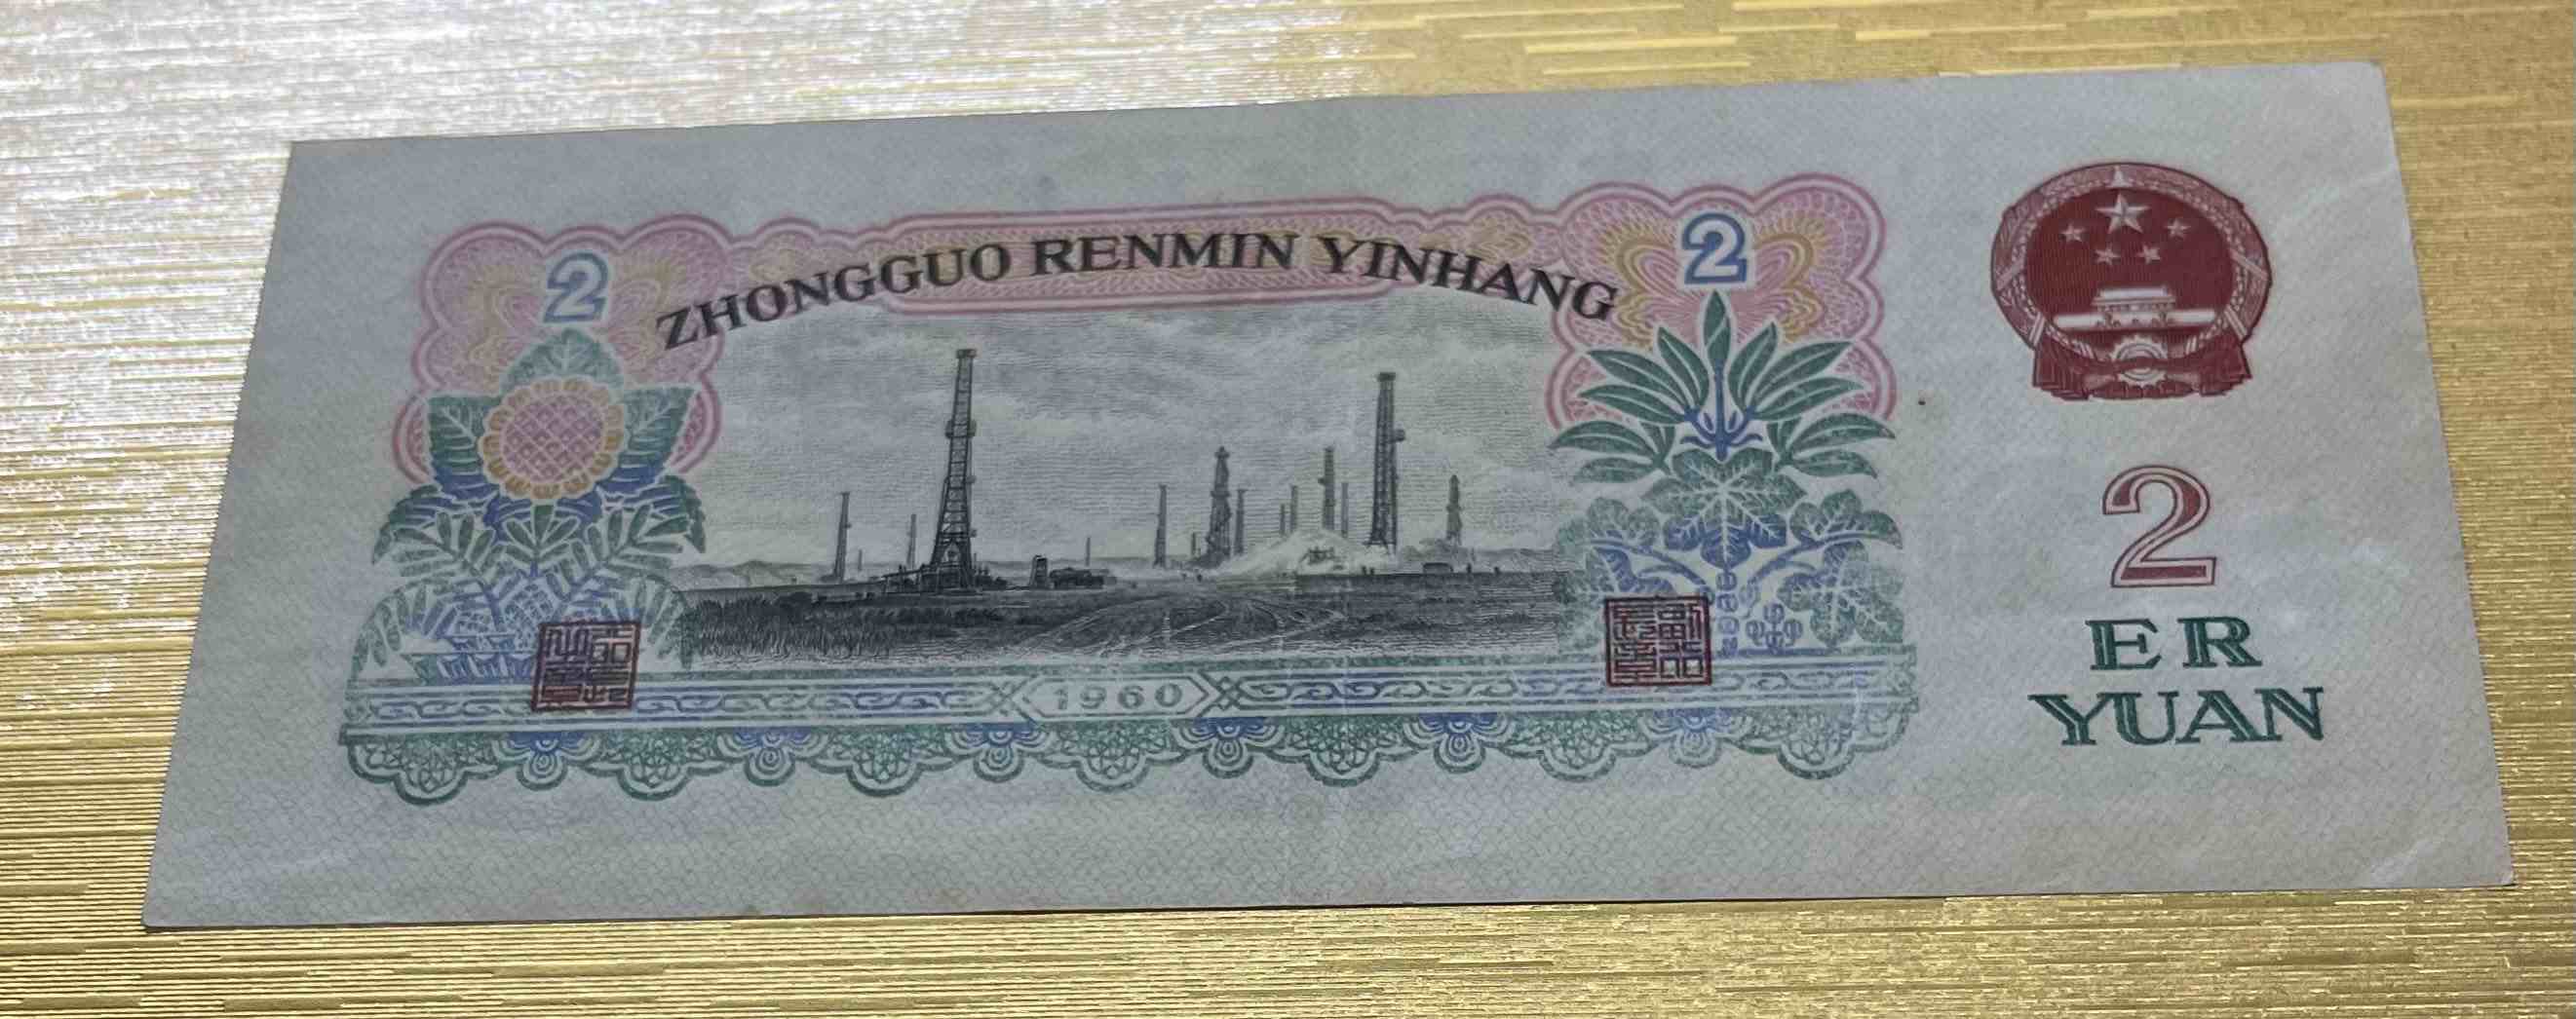 2
ZHONGGUO RENMIN YINHANG
2
1960
2
ER
YUAN